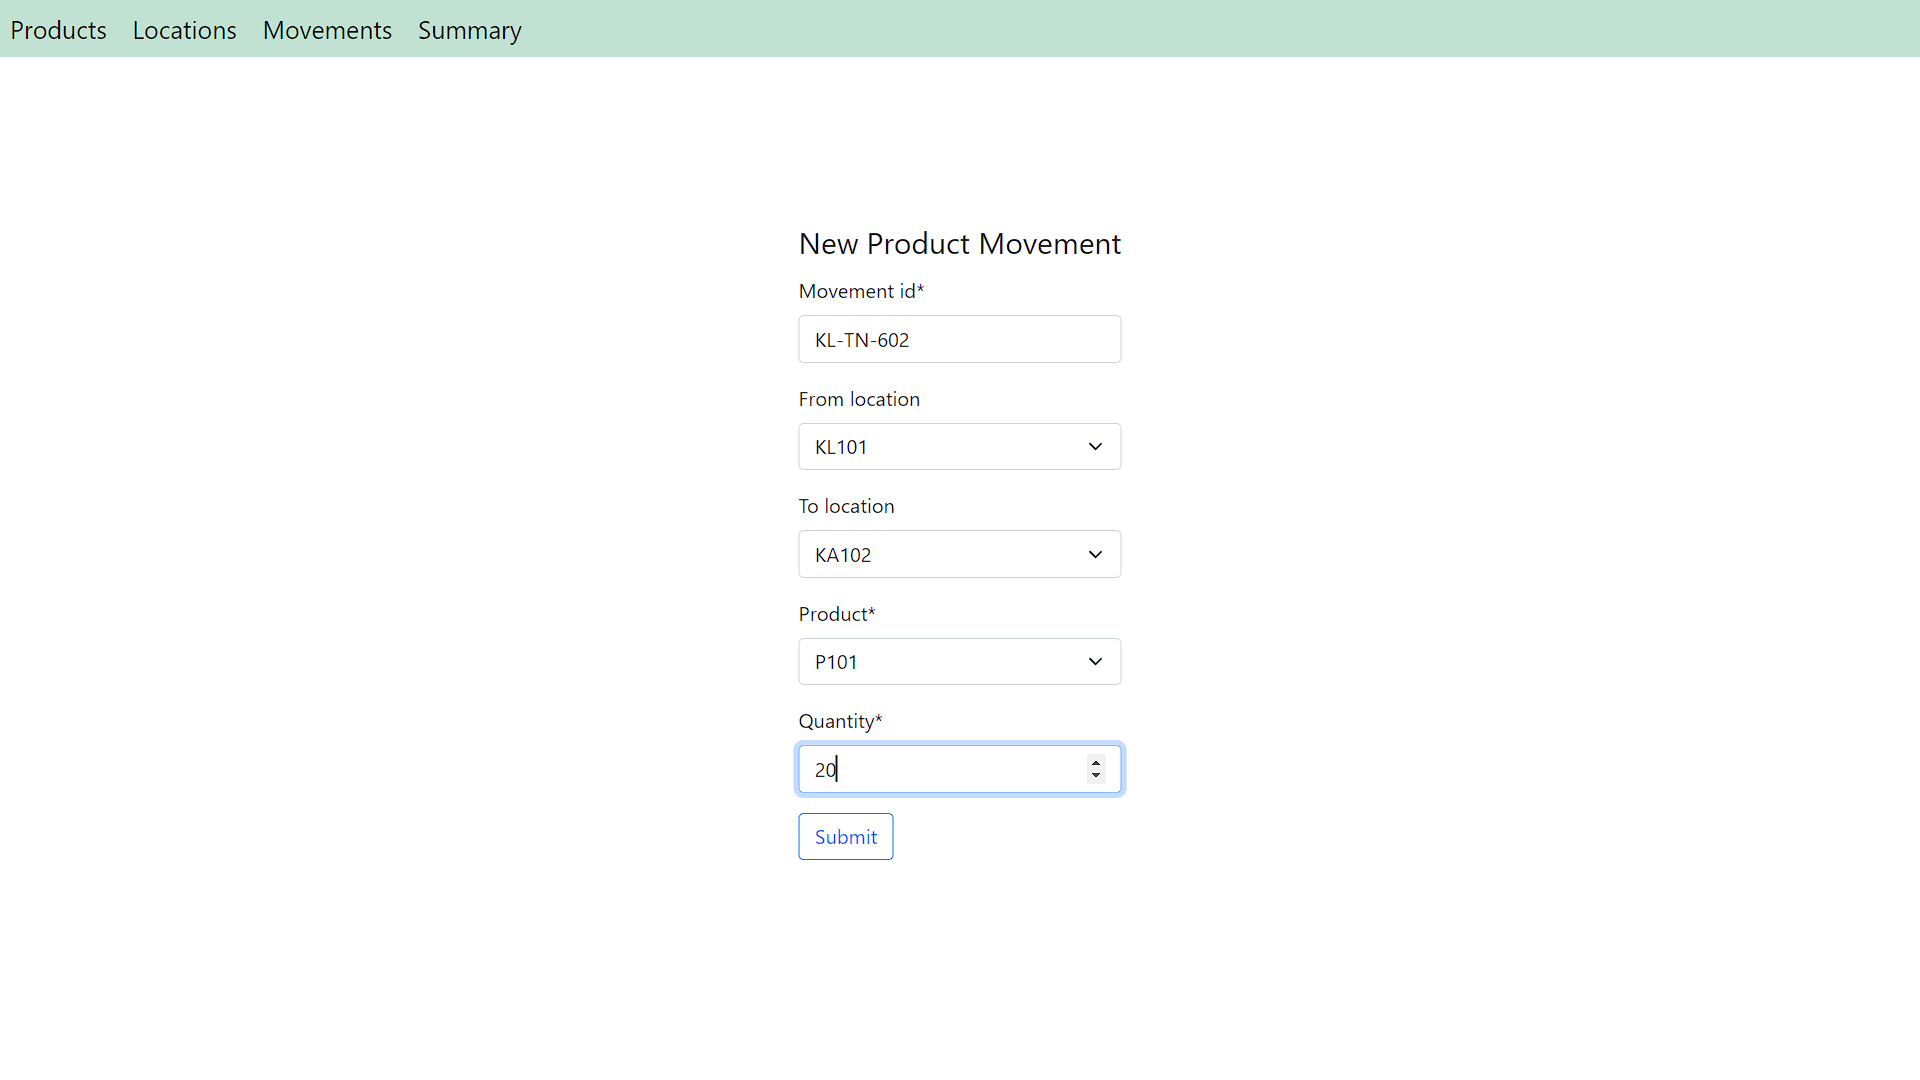 Products Locations Movements Summary
New Product Movement
Movement id*
KL-TN-602
From location
KL101
To location
KA102
Product*
P101
Quantity*
20
Submit